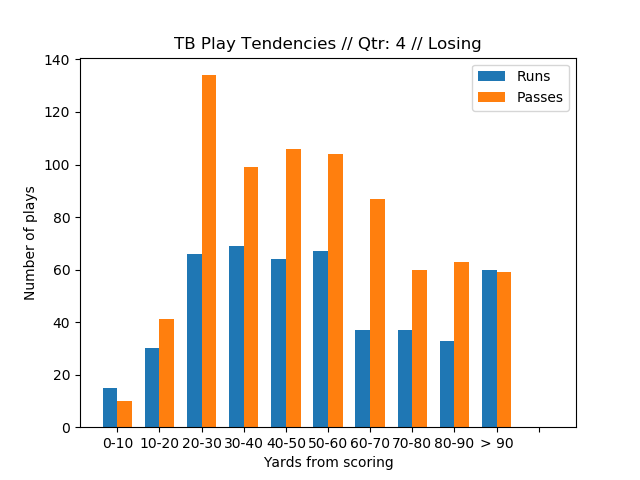 TB Play Tendencies // Qtr: 4 // Losing
Runs
Passes
Number of plays
140
120
100
80
60
40
20
0
0-10 10-20 20-30 30-40 40-50 50-60 60-70 70-80 80-90 > 90
Yards from scoring